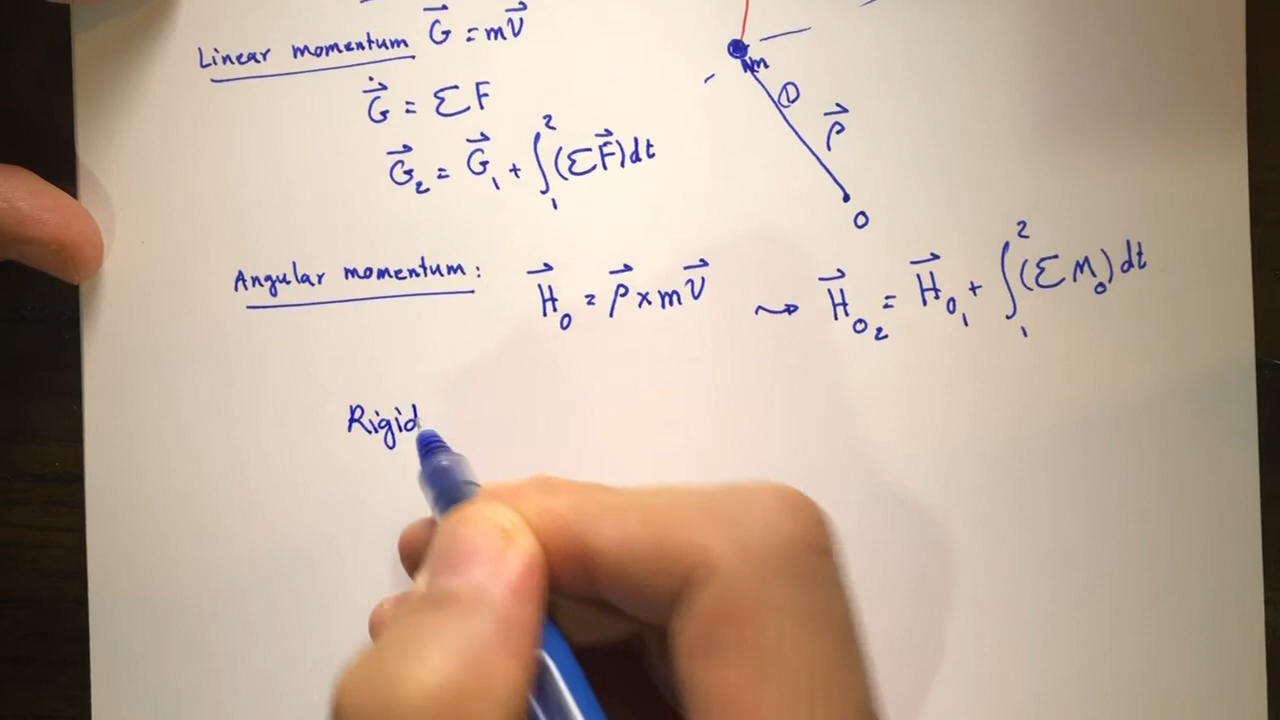 Linear momentum G⃗ = mv⃗
G⃗̇ = ΣF
G⃗₂ = G⃗₁ + ∫₁²(ΣF⃗)dt
m
①
ρ⃗
O
Angular momentum: H⃗₀ = ρ⃗ × mv⃗ ⇝ H⃗₀₂ = H⃗₀₁ + ∫₁²(ΣM₀)dt
Rigid